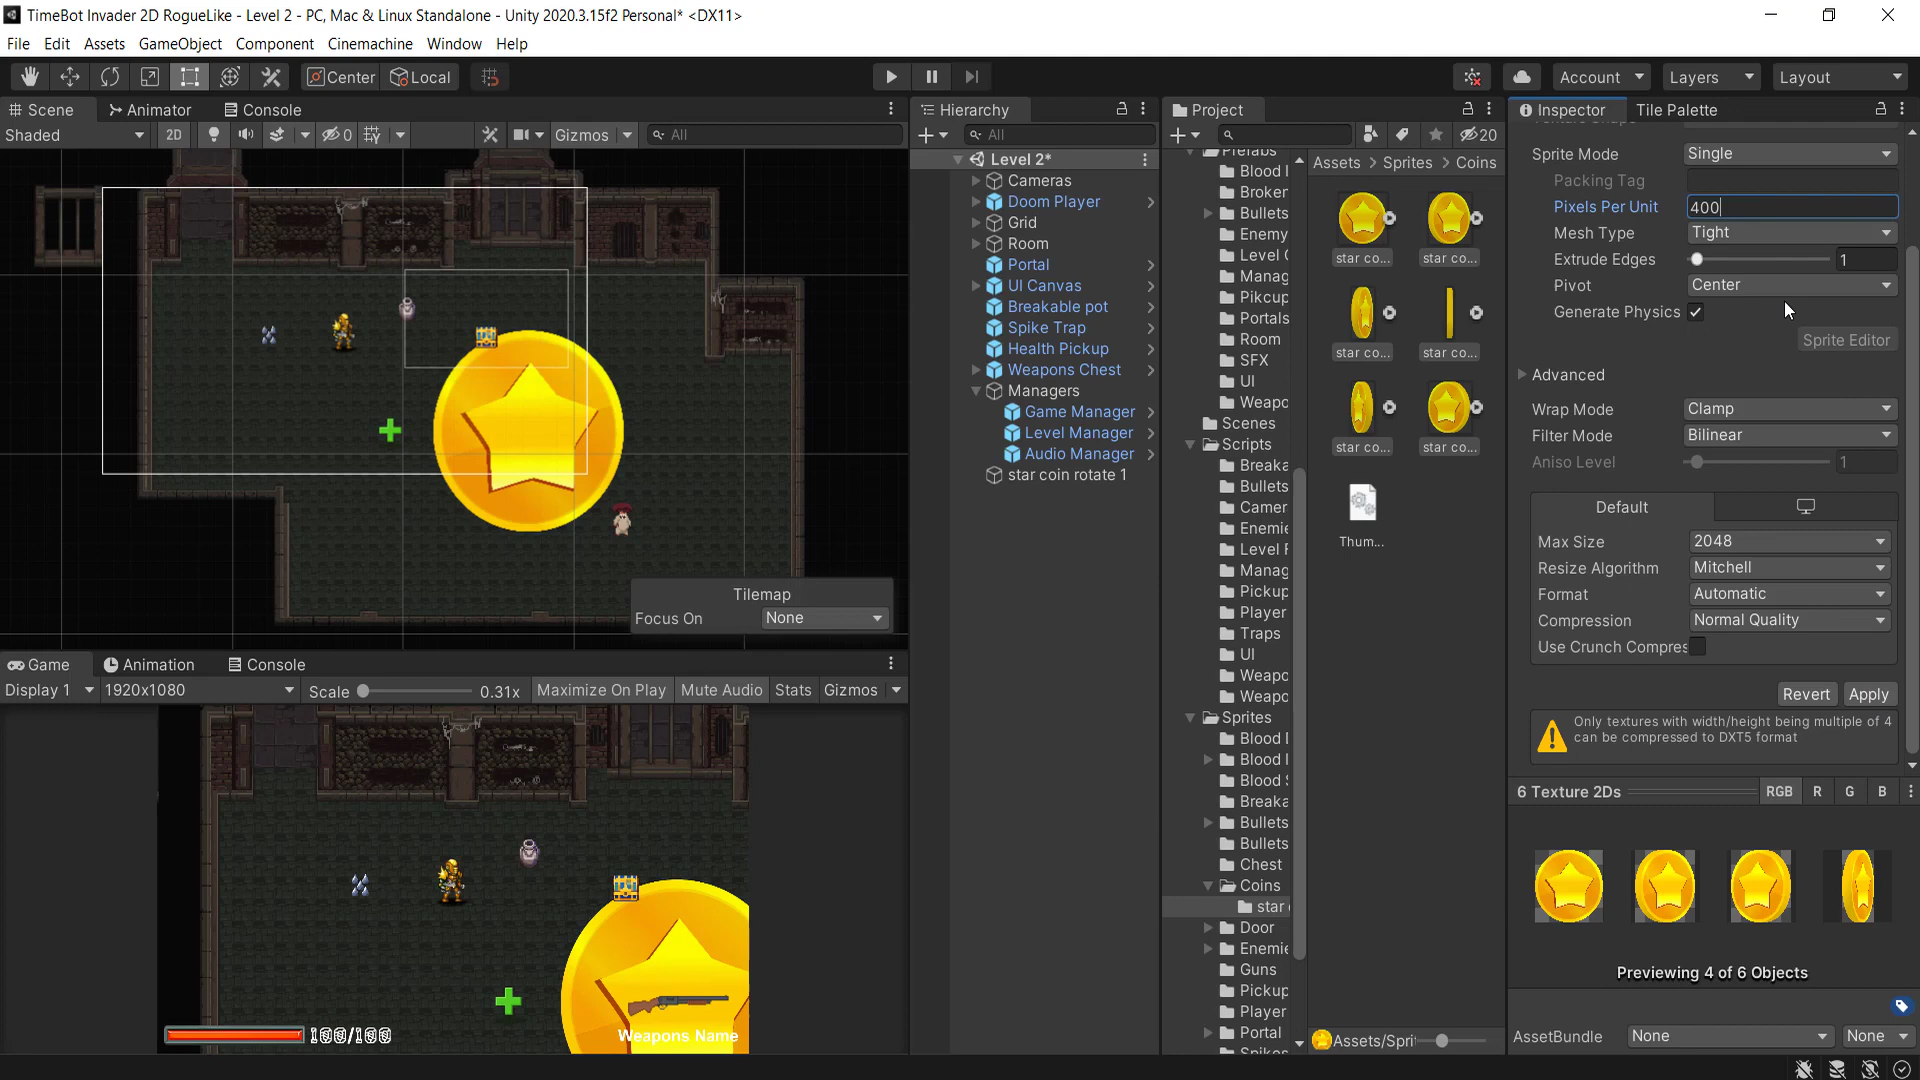 TimeBot Invader 2D RogueLike - Level 2 - PC, Mac & Linux Standalone - Unity 2020.3.15f2 Personal* <DX11>
File Edit Assets GameObject Component Cinemachine Window Help
Center Local Account Layers Layout
Scene Animator Console
Shaded 2D 0 Gizmos All
Tilemap
Focus On None
Game Animation Console
Display 1 1920x1080 Scale 0.31x Maximize On Play Mute Audio Stats Gizmos
100/100
Weapons Name
Hierarchy
All
Level 2*
Cameras
Doom Player
Grid
Room
Portal
UI Canvas
Breakable pot
Spike Trap
Health Pickup
Weapons Chest
Managers
Game Manager
Level Manager
Audio Manager
star coin rotate 1
Project
20
Prefabs
Blood I
Broker
Bullets
Enemy
Level (
Manag
Pikcup
Portals
Room
SFX
UI
Weapo
Scenes
Scripts
Breaka
Bullets
Camer
Enemie
Level F
Manag
Pickup
Player
Traps
UI
Weapo
Weapo
Sprites
Blood I
Blood I
Blood S
Breaka
Bullets
Bullets
Chest
Coins
star
Door
Enemie
Guns
Pickup
Player
Portal
Spikes
Assets > Sprites > Coins
star co...
star co...
star co...
star co...
star co...
star co...
Thum...
Assets/Spri
Inspector Tile Palette
Sprite Mode Single
Packing Tag
Pixels Per Unit 400
Mesh Type Tight
Extrude Edges 1
Pivot Center
Generate Physics
Sprite Editor
Advanced
Wrap Mode Clamp
Filter Mode Bilinear
Aniso Level 1
Default
Max Size 2048
Resize Algorithm Mitchell
Format Automatic
Compression Normal Quality
Use Crunch Compres
Revert Apply
Only textures with width/height being multiple of 4
can be compressed to DXT5 format
6 Texture 2Ds RGB R G B
Previewing 4 of 6 Objects
AssetBundle None None